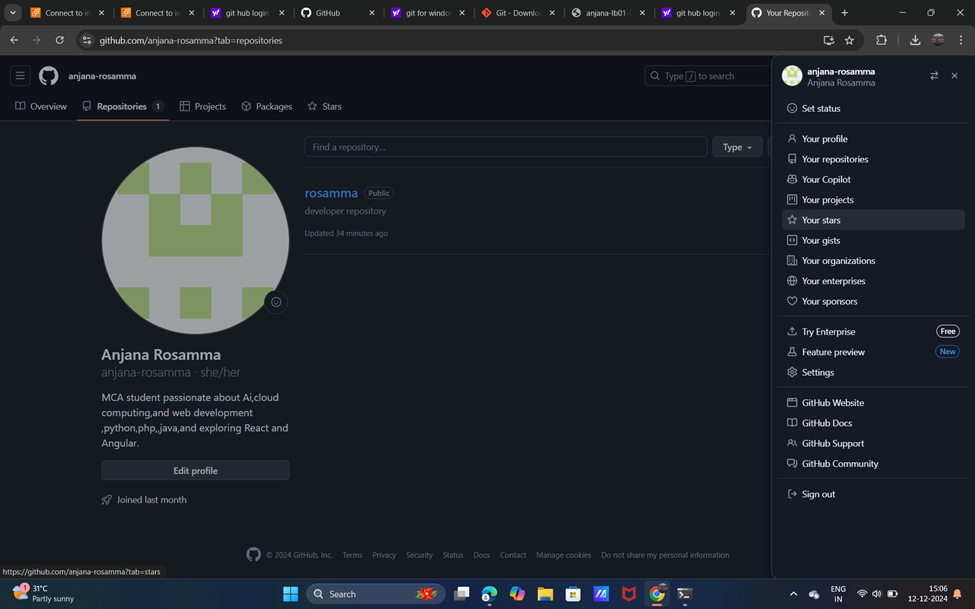 Connect to in
Connect to in
git hub login
GitHub
git for windo
Git - Downlo
anjana-lb01-
git hub login
Your Reposit
github.com/anjana-rosamma?tab=repositories
anjana-rosamma
Type / to search
Overview
Repositories 1
Projects
Packages
Stars
Find a repository...
Type
rosamma Public
developer repository
Updated 34 minutes ago
Anjana Rosamma
anjana-rosamma · she/her
MCA student passionate about Ai,cloud
computing,and web development
,python,php,,java,and exploring React and
Angular.
Edit profile
Joined last month
© 2024 GitHub, Inc. Terms Privacy Security Status Docs Contact Manage cookies Do not share my personal information
anjana-rosamma
Anjana Rosamma
Set status
Your profile
Your repositories
Your Copilot
Your projects
Your stars
Your gists
Your organizations
Your enterprises
Your sponsors
Try Enterprise Free
Feature preview New
Settings
GitHub Website
GitHub Docs
GitHub Support
GitHub Community
Sign out
https://github.com/anjana-rosamma?tab=stars
1
31°C
Partly sunny
Search
ENG
IN
15:06
12-12-2024